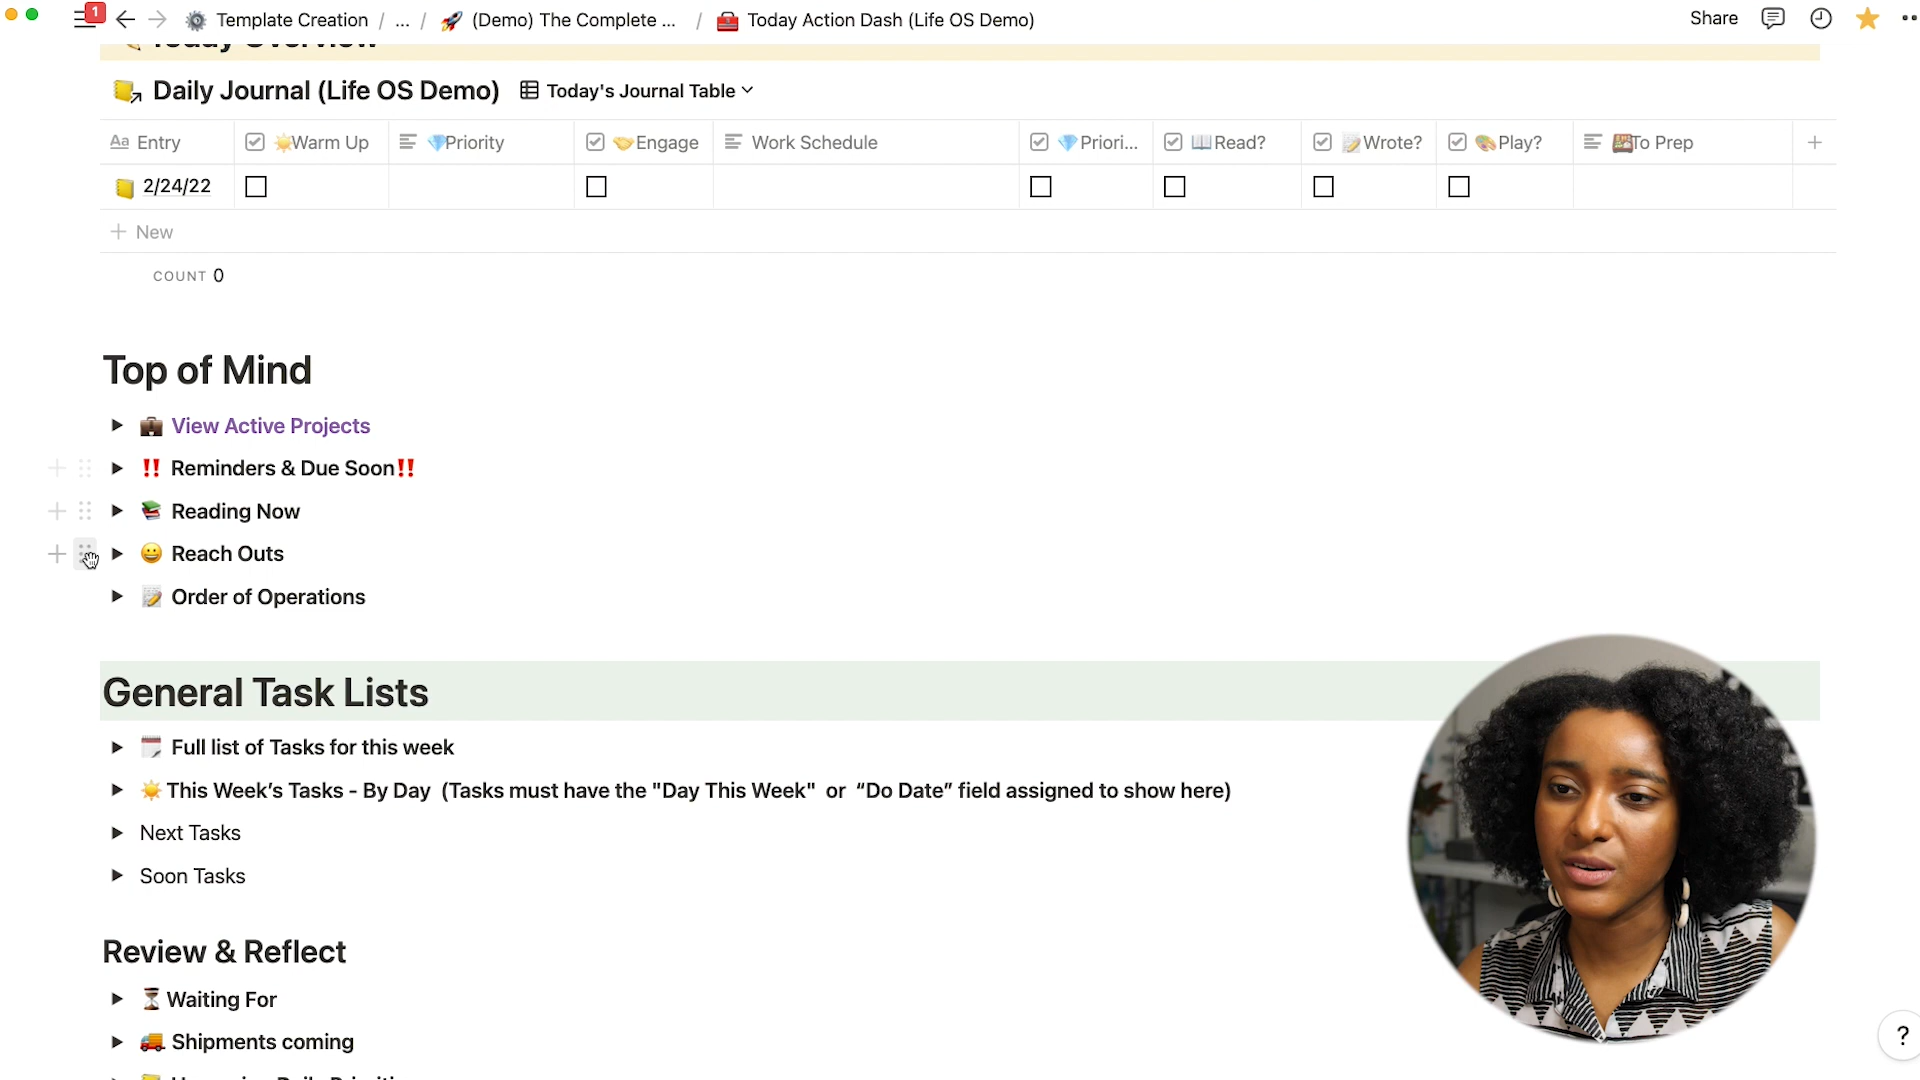 1 Template Creation / ... / (Demo) The Complete ... / Today Action Dash (Life OS Demo) Share
Today Overview
Daily Journal (Life OS Demo) Today's Journal Table
Aa Entry Warm Up Priority Engage Work Schedule Priori... Read? Wrote? Play? To Prep
2/24/22
New
COUNT 0
Top of Mind
View Active Projects
‼️ Reminders & Due Soon‼️
Reading Now
Reach Outs
Order of Operations
General Task Lists
Full list of Tasks for this week
This Week's Tasks - By Day (Tasks must have the "Day This Week" or “Do Date” field assigned to show here)
Next Tasks
Soon Tasks
Review & Reflect
Waiting For
Shipments coming
?